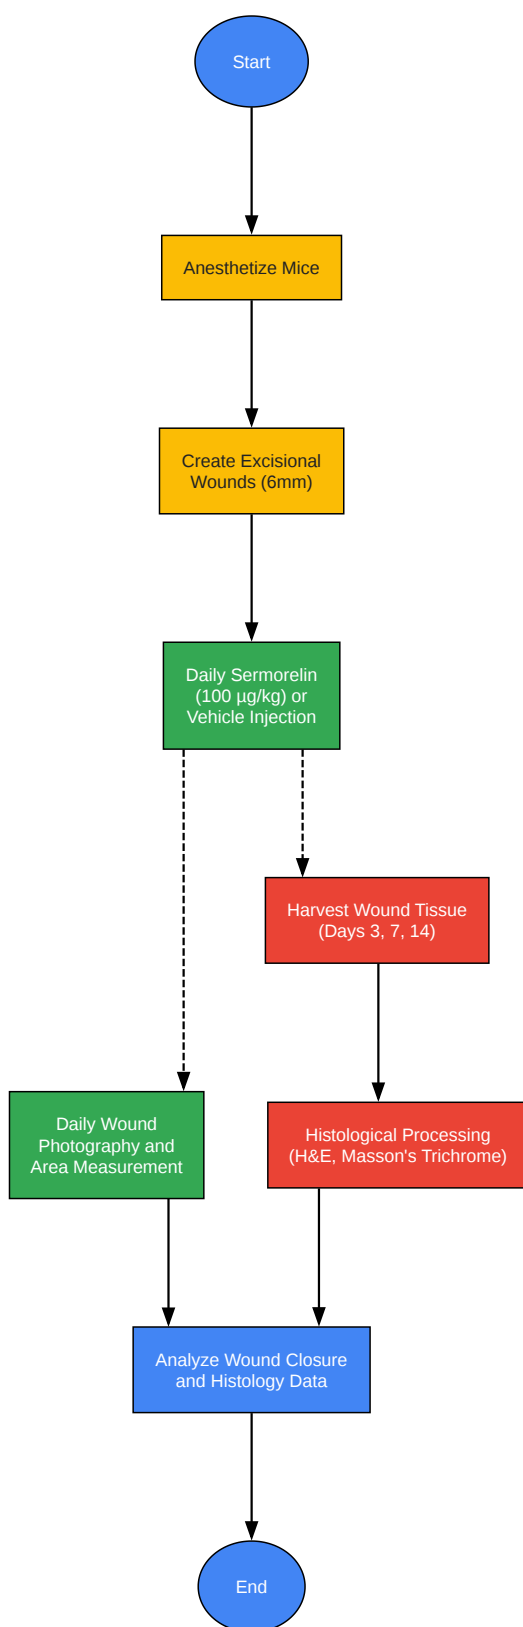 Start
Anesthetize Mice
Create Excisional
Wounds (6mm)
Daily Sermorelin
(100 µg/kg) or
Vehicle Injection
Harvest Wound Tissue
(Days 3, 7, 14)
Daily Wound
Photography and
Area Measurement
Histological Processing
(H&E, Masson's Trichrome)
Analyze Wound Closure
and Histology Data
End